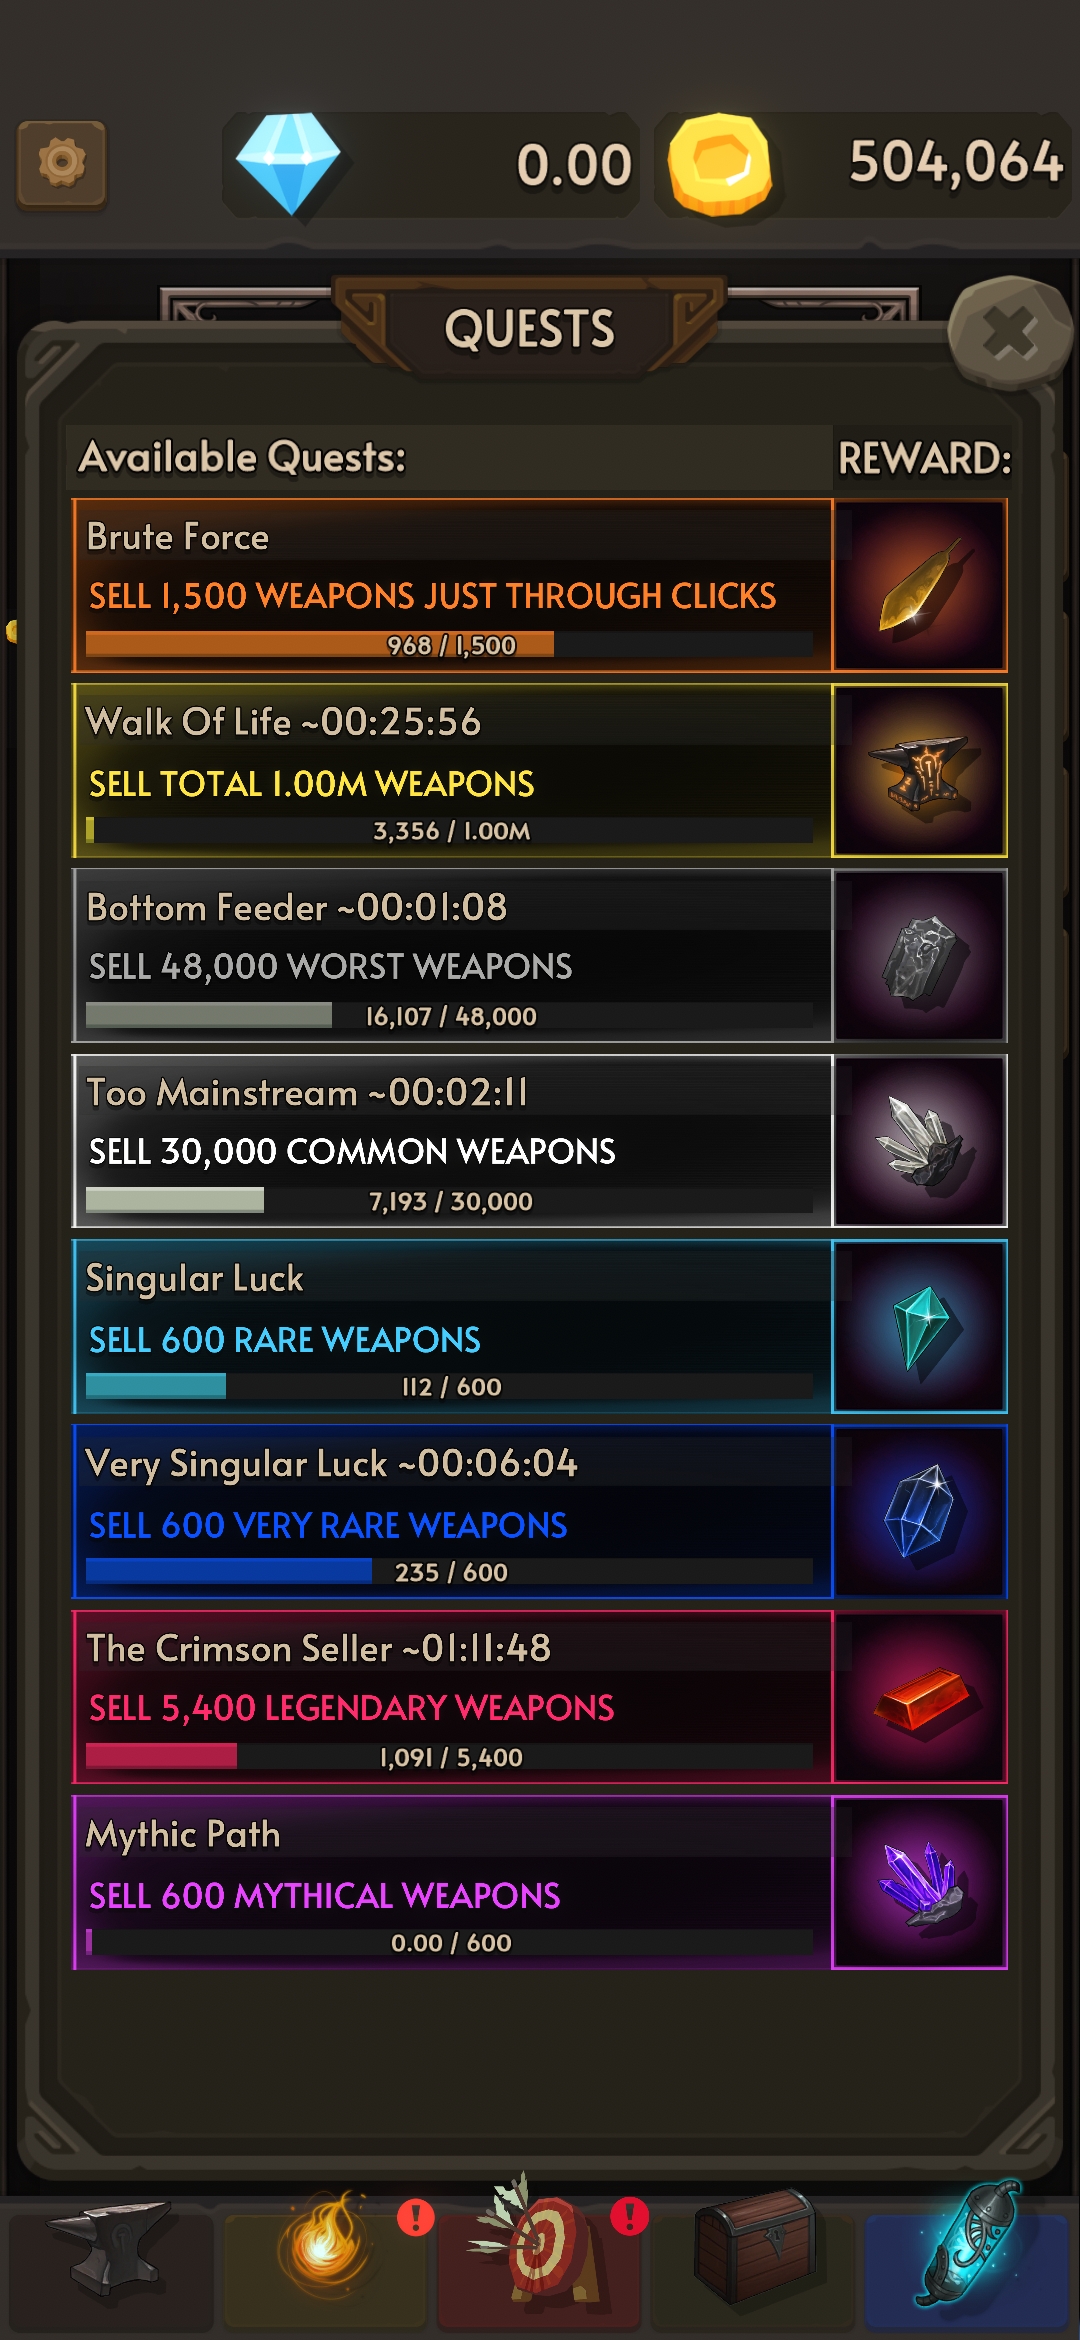 0.00
504,064
QUESTS
Available Quests:
REWARD:
Brute Force
SELL 1,500 WEAPONS JUST THROUGH CLICKS
968 / 1,500
Walk Of Life ~00:25:56
SELL TOTAL 1.00M WEAPONS
3,356 / 1.00M
Bottom Feeder ~00:01:08
SELL 48,000 WORST WEAPONS
16,107 / 48,000
Too Mainstream ~00:02:11
SELL 30,000 COMMON WEAPONS
7,193 / 30,000
Singular Luck
SELL 600 RARE WEAPONS
112 / 600
Very Singular Luck ~00:06:04
SELL 600 VERY RARE WEAPONS
235 / 600
The Crimson Seller ~01:11:48
SELL 5,400 LEGENDARY WEAPONS
1,091 / 5,400
Mythic Path
SELL 600 MYTHICAL WEAPONS
0.00 / 600
! !